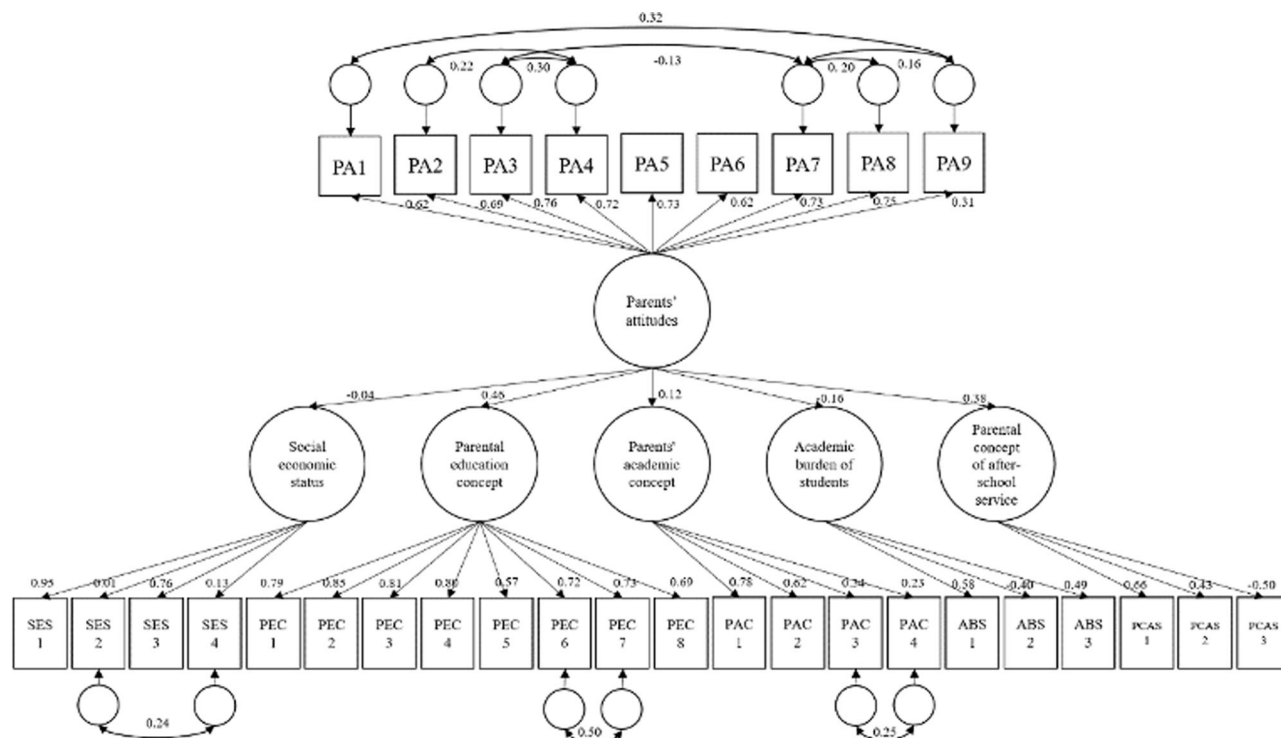 0.32
0.22
0.30
-0.13
0. 20
0.16
PA1
PA2
PA3
PA4
PA5
PA6
PA7
PA8
PA9
0.62
0.69
0.76
0.72
0.73
0.62
0.73
0.75
0.31
Parents'
attitudes
-0.04
0.46
0.12
-0.16
0.38
Social
economic
status
Parental
education
concept
Parents'
academic
concept
Academic
burden of
students
Parental
concept
of after-
school
service
0.95
0.01
0.76
0.13
0.79
0.85
0.81
0.80
0.57
0.72
0.73
0.69
0.78
0.62
0.34
0.23
0.58
-0.40
0.49
0.66
0.43
-0.50
SES
1
SES
2
SES
3
SES
4
PEC
1
PEC
2
PEC
3
PEC
4
PEC
5
PEC
6
PEC
7
PEC
8
PAC
1
PAC
2
PAC
3
PAC
4
ABS
1
ABS
2
ABS
3
PCAS
1
PCAS
2
PCAS
3
0.24
0.50
0.25